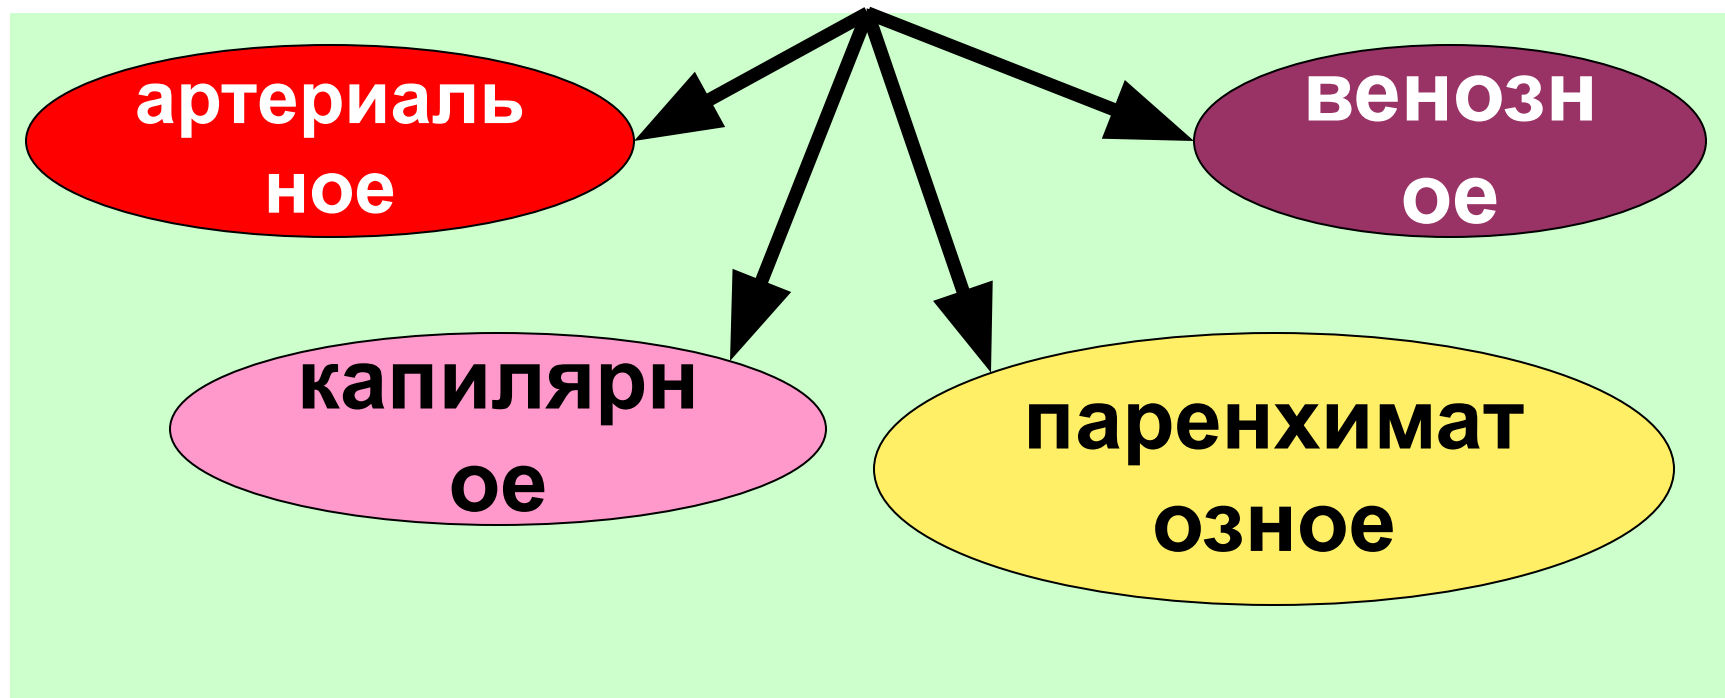 артериаль
ное
венозн
ое
капилярн
ое
паренхимат
озное